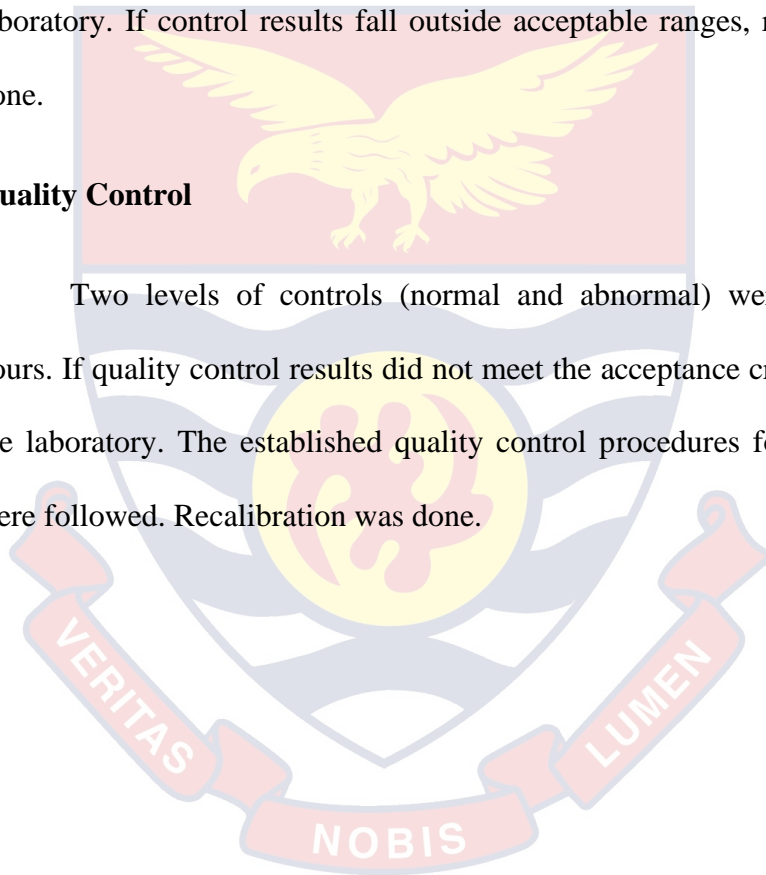 boratory. If control results fall outside acceptable ranges, r
one.
uality Control
Two levels of controls (normal and abnormal) we
ours. If quality control results did not meet the acceptance cr
e laboratory. The established quality control procedures fo
ere followed. Recalibration was done.
VERITAS
NOBIS
LUMEN